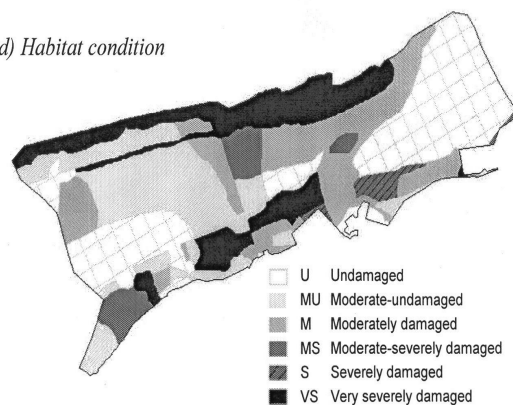 d) Habitat condition
U Undamaged
MU Moderate-undamaged
M Moderately damaged
MS Moderate-severely damaged
S Severely damaged
VS Very severely damaged